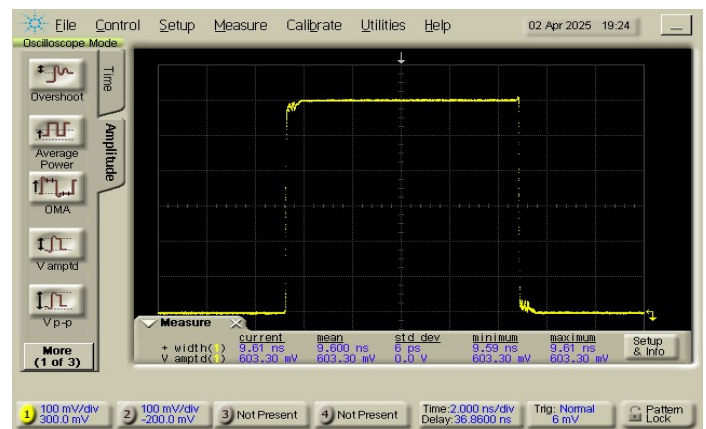 File Control Setup Measure Calibrate Utilities Help 02 Apr 2025 19:24
Oscilloscope Mode
Time
Amplitude
Overshoot
Average
Power
OMA
V amptd
V p-p
More
(1 of 3)
Measure
current mean std dev minimum maximum
+ width(1) 9.61 ns 9.600 ns 6 ps 9.59 ns 9.61 ns
V amptd(1) 603.30 mV 603.30 mV 0.0 V 603.30 mV 603.30 mV
Setup
& Info
1 100 mV/div
300.0 mV
2 100 mV/div
-200.0 mV
3 Not Present
4 Not Present
Time:2.000 ns/div
Delay:36.8600 ns
Trig: Normal
6 mV
Pattern
Lock